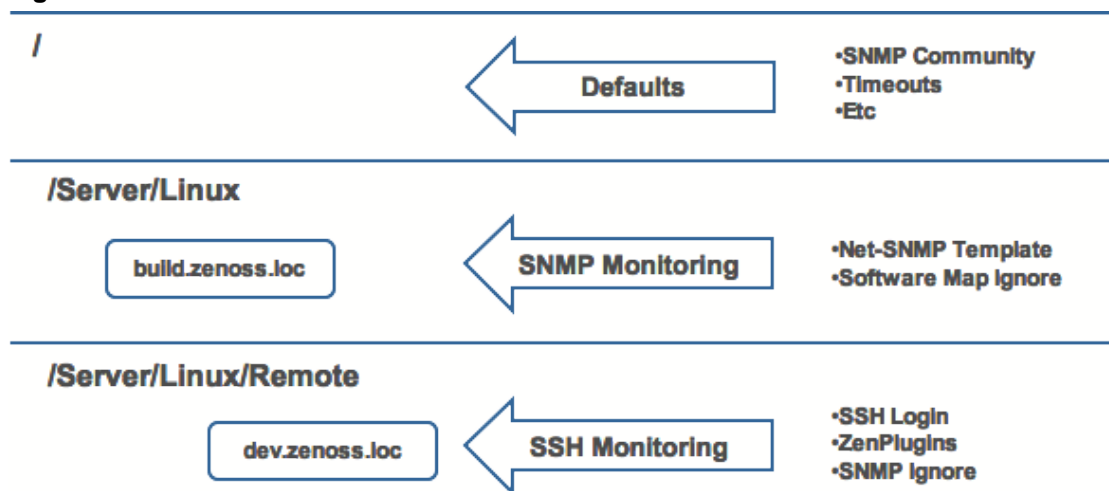 /
Defaults
•SNMP Community
•Timeouts
•Etc
/Server/Linux
build.zenoss.loc
SNMP Monitoring
•Net-SNMP Template
•Software Map Ignore
/Server/Linux/Remote
dev.zenoss.loc
SSH Monitoring
•SSH Login
•ZenPlugins
•SNMP Ignore